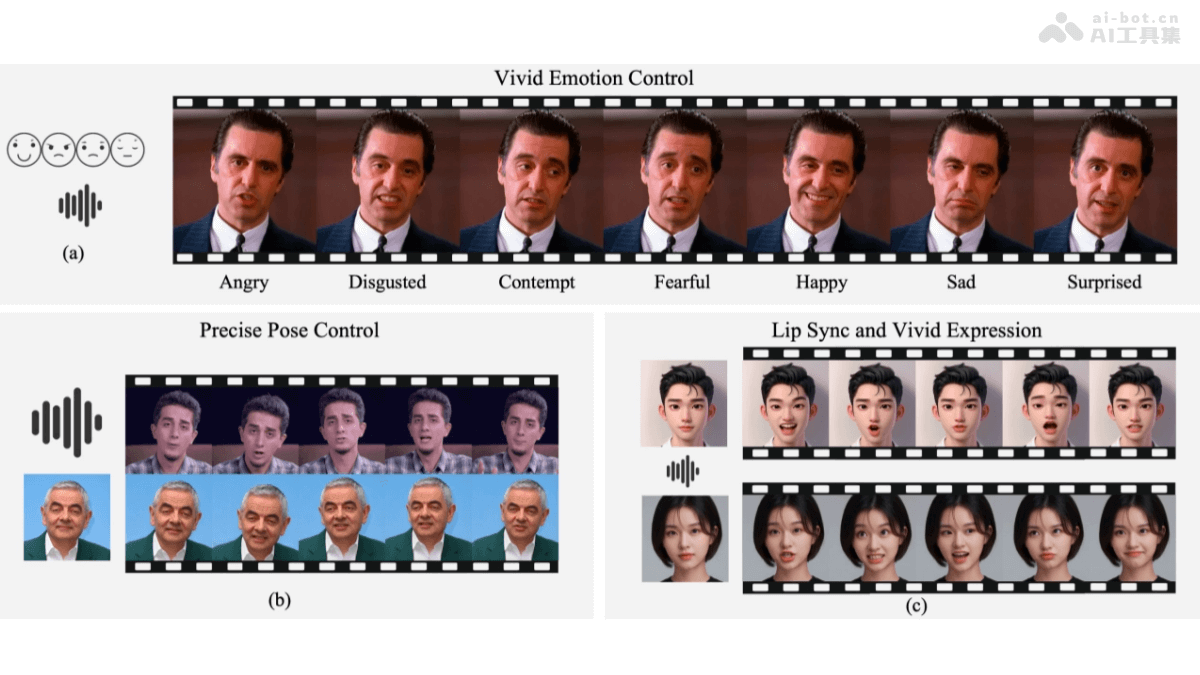 ai-bot.cn
AI工具集
Vivid Emotion Control
(a)
Angry Disgusted Contempt Fearful Happy Sad Surprised
Precise Pose Control
(b)
Lip Sync and Vivid Expression
(c)